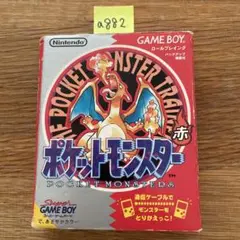 a882
Nintendo
GAME BOY
ロールプレイング
POCKET MONSTER TRAINER
赤
ポケットモンスター
POCKET MONSTERS
Super
GAME BOY
通信ケーブルで
モンスターを
とりかえっこ!